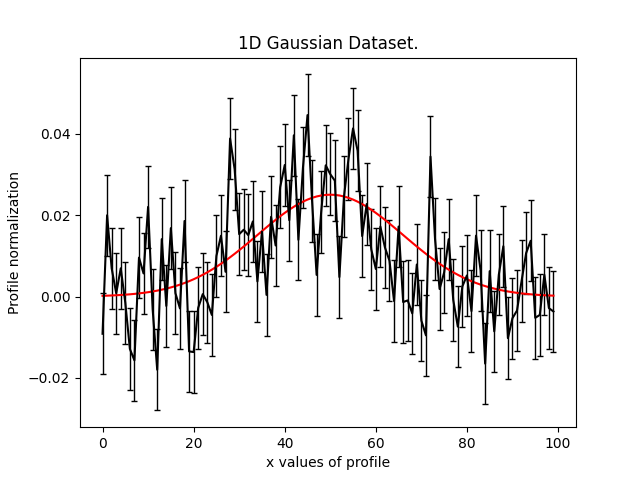 1D Gaussian Dataset.
Profile normalization
0.04
0.02
0.00
−0.02
0 20 40 60 80 100
x values of profile